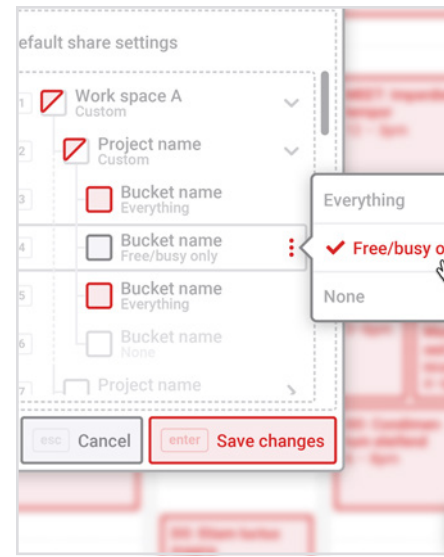 efault share settings
1 Work space A
Custom
2 Project name
Custom
3 Bucket name
Everything
4 Bucket name
Free/busy only
5 Bucket name
Everything
6 Bucket name
None
7 Project name
Everything
Free/busy o
None
esc Cancel
enter Save changes